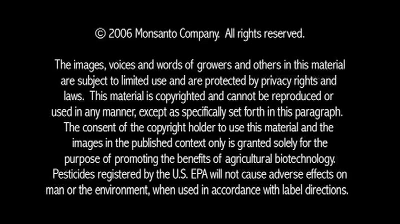 © 2006 Monsanto Company. All rights reserved.
The images, voices and words of growers and others in this material
are subject to limited use and are protected by privacy rights and
laws. This material is copyrighted and cannot be reproduced or
used in any manner, except as specifically set forth in this paragraph.
The consent of the copyright holder to use this material and the
images in the published context only is granted solely for the
purpose of promoting the benefits of agricultural biotechnology.
Pesticides registered by the U.S. EPA will not cause adverse effects on
man or the environment, when used in accordance with label directions.